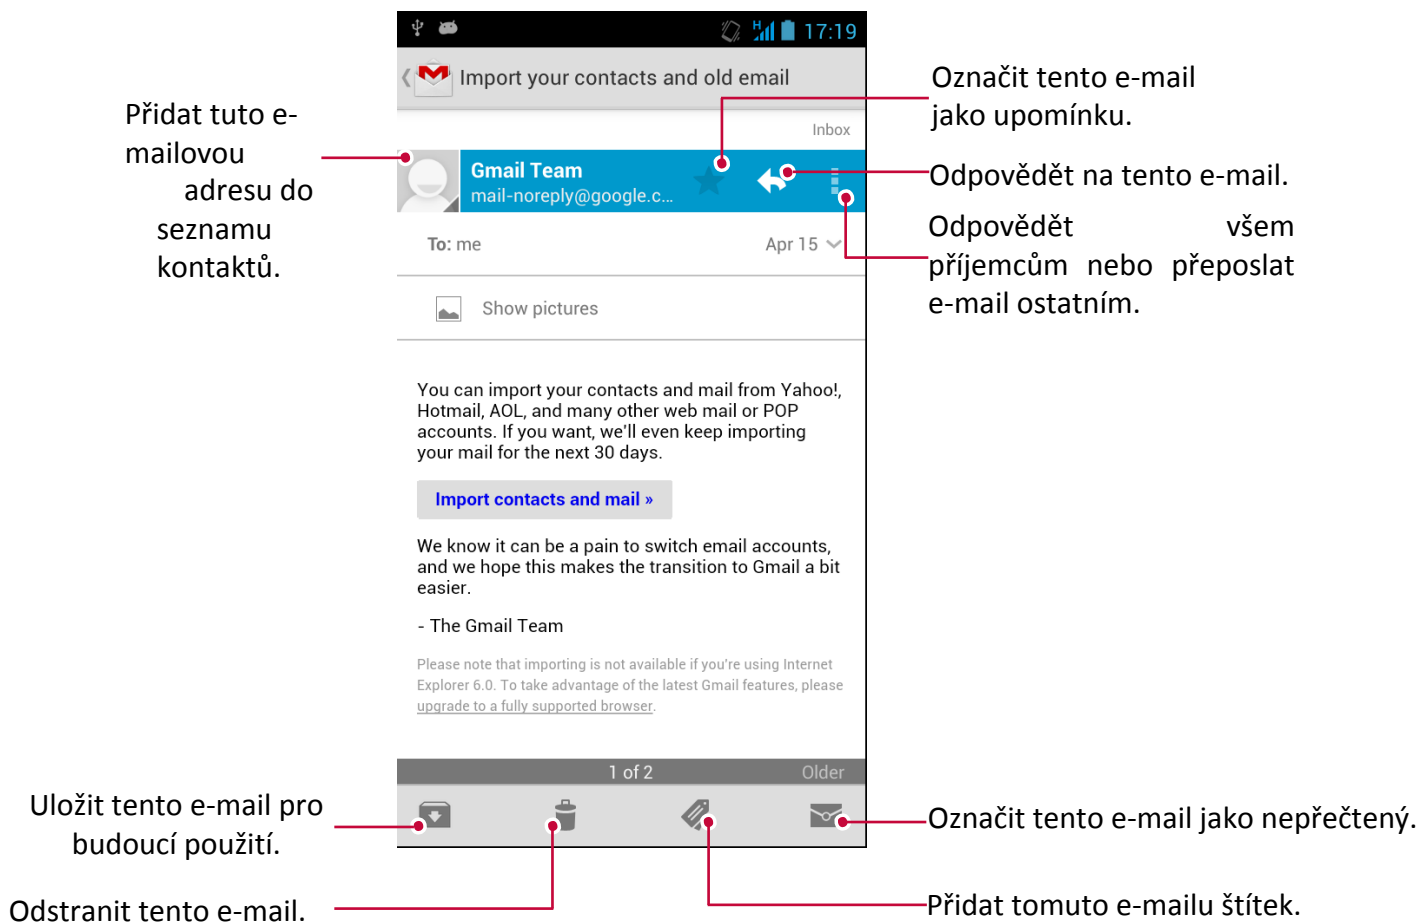 17:19
Import your contacts and old email
Inbox
Gmail Team
mail-noreply@google.c...
To: me
Apr 15
Show pictures
You can import your contacts and mail from Yahoo!,
Hotmail, AOL, and many other web mail or POP
accounts. If you want, we'll even keep importing
your mail for the next 30 days.
Import contacts and mail »
We know it can be a pain to switch email accounts,
and we hope this makes the transition to Gmail a bit
easier.
- The Gmail Team
Please note that importing is not available if you're using Internet
Explorer 6.0. To take advantage of the latest Gmail features, please
upgrade to a fully supported browser.
1 of 2
Older
Přidat tuto e-
mailovou
adresu do
seznamu
kontaktů.
Označit tento e-mail
jako upomínku.
Odpovědět na tento e-mail.
Odpovědět všem
příjemcům nebo přeposlat
e-mail ostatním.
Uložit tento e-mail pro
budoucí použití.
Odstranit tento e-mail.
Označit tento e-mail jako nepřečtený.
Přidat tomuto e-mailu štítek.
H